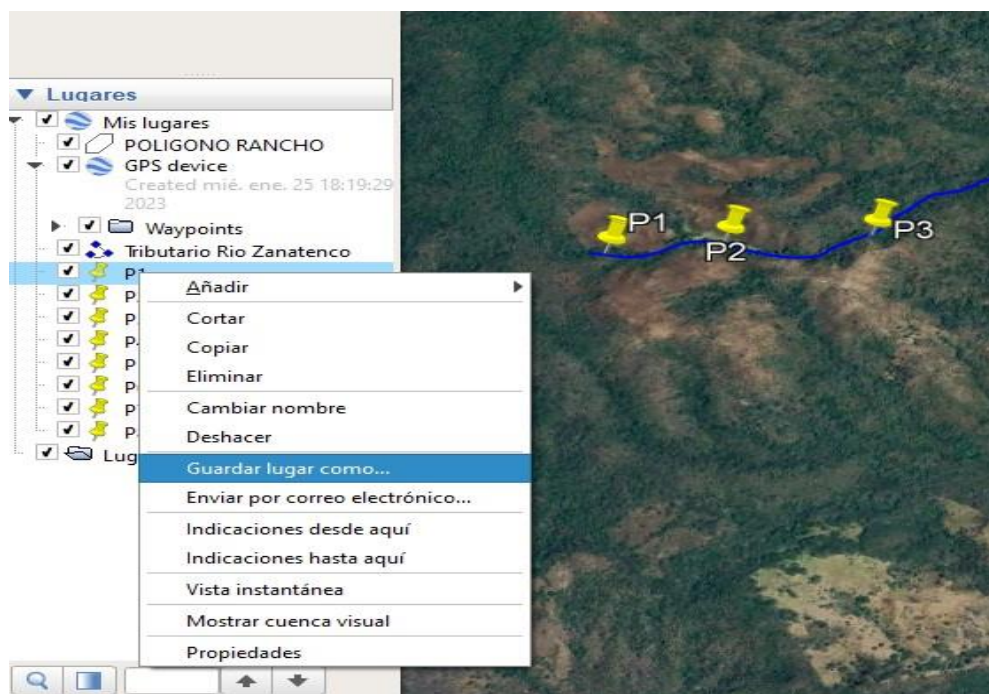 Lugares
Mis lugares
POLIGONO RANCHO
GPS device
Created mié. ene. 25 18:19:29
2023
Waypoints
Tributario Rio Zanatenco
P1
P
P
P
P
P
P
P
Lug
Añadir
Cortar
Copiar
Eliminar
Cambiar nombre
Deshacer
Guardar lugar como...
Enviar por correo electrónico...
Indicaciones desde aquí
Indicaciones hasta aquí
Vista instantánea
Mostrar cuenca visual
Propiedades
P1
P2
P3